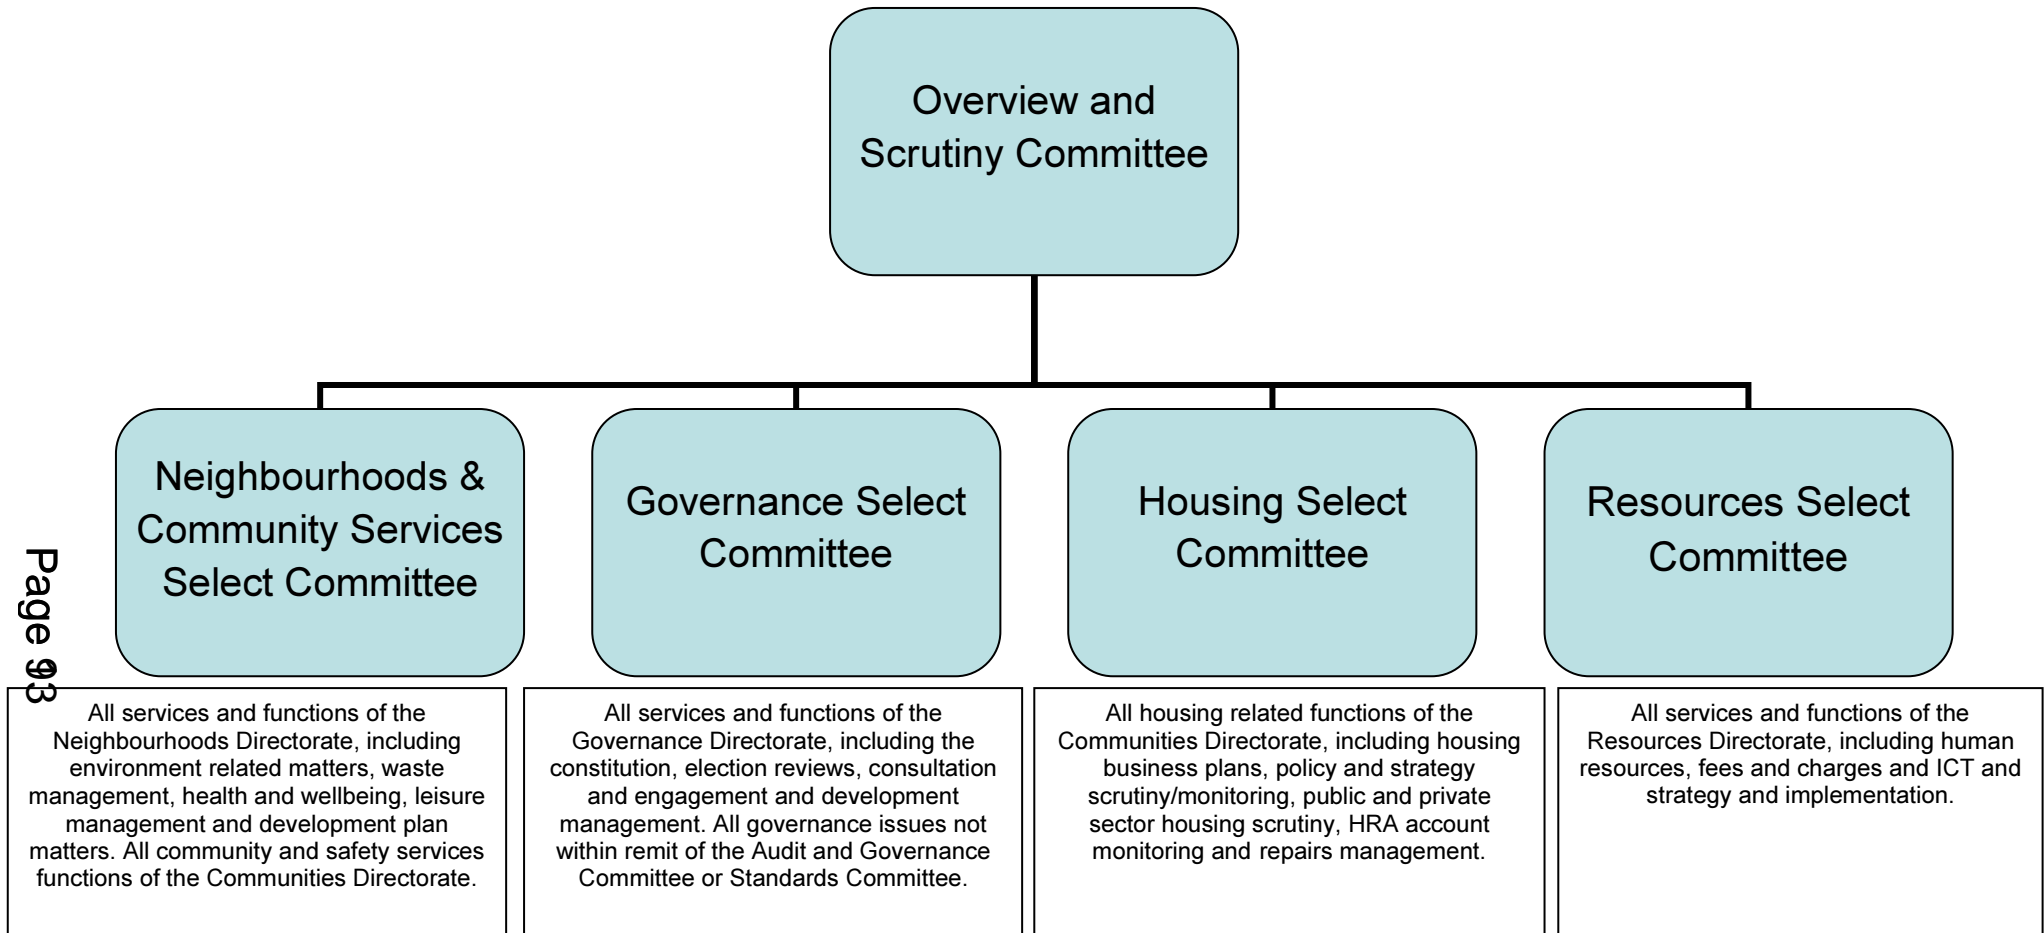 Overview and
Scrutiny Committee
Neighbourhoods &
Community Services
Select Committee
Governance Select
Committee
Housing Select
Committee
Resources Select
Committee
Page
All services and functions of the
Neighbourhoods Directorate, including
environment related matters, waste
management, health and wellbeing, leisure
management and development plan
matters. All community and safety services
functions of the Communities Directorate.
All services and functions of the
Governance Directorate, including the
constitution, election reviews, consultation
and engagement and development
management. All governance issues not
within remit of the Audit and Governance
Committee or Standards Committee.
All housing related functions of the
Communities Directorate, including housing
business plans, policy and strategy
scrutiny/monitoring, public and private
sector housing scrutiny, HRA account
monitoring and repairs management.
All services and functions of the
Resources Directorate, including human
resources, fees and charges and ICT and
strategy and implementation.